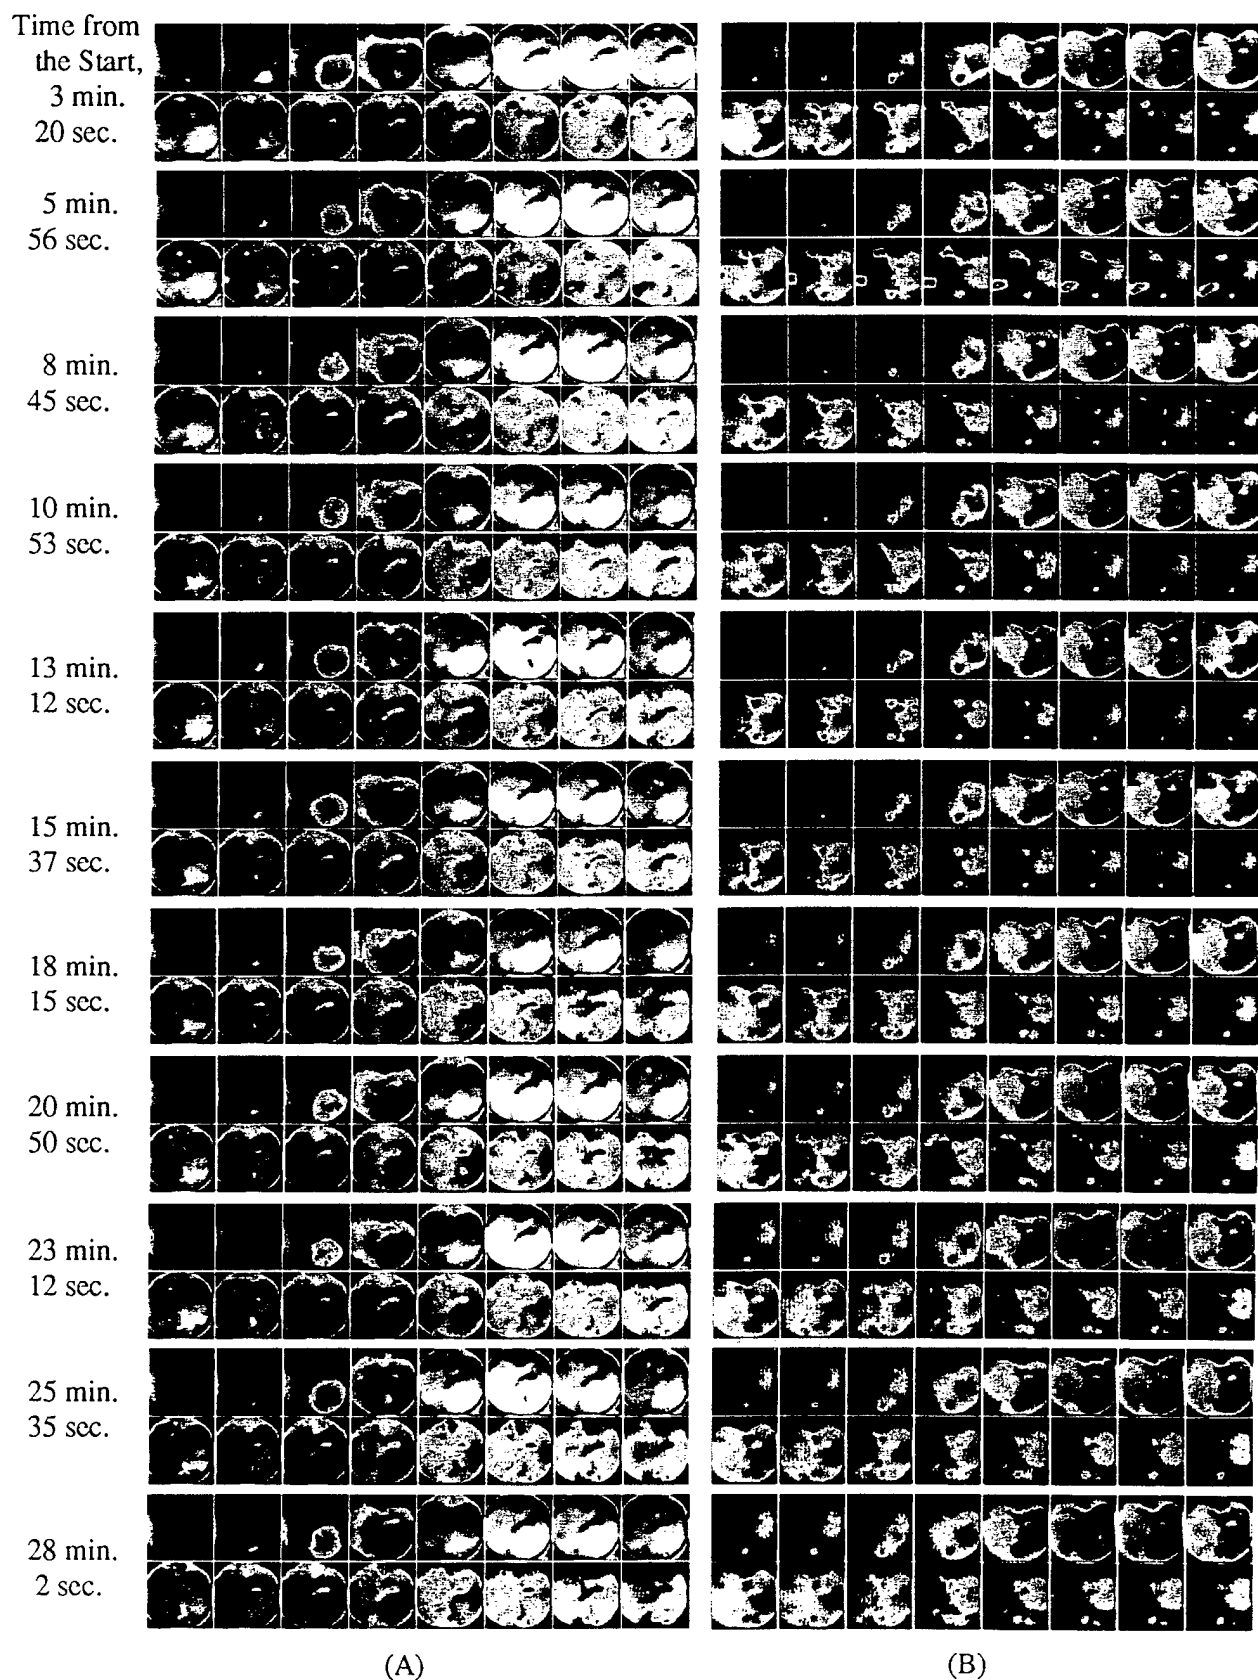 Time from
the Start,
3 min.
20 sec.
5 min.
56 sec.
8 min.
45 sec.
10 min.
53 sec.
13 min.
12 sec.
15 min.
37 sec.
18 min.
15 sec.
20 min.
50 sec.
23 min.
12 sec.
25 min.
35 sec.
28 min.
2 sec.
(A)
(B)